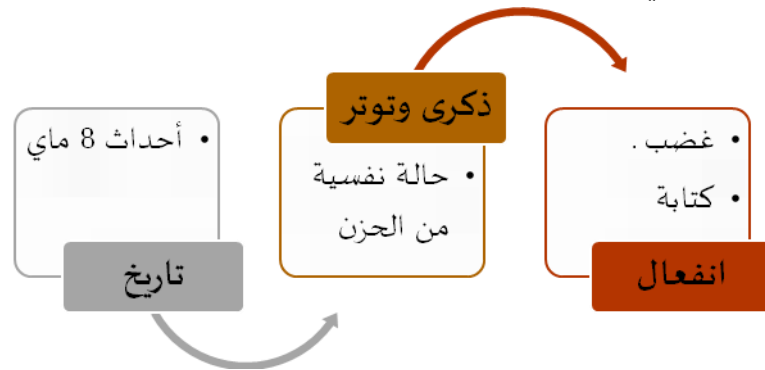 أحداث 8 ماي
تاريخ
ذكرى وتوتر
حالة نفسية
من الحزن
غضب .
كتابة
انفعال